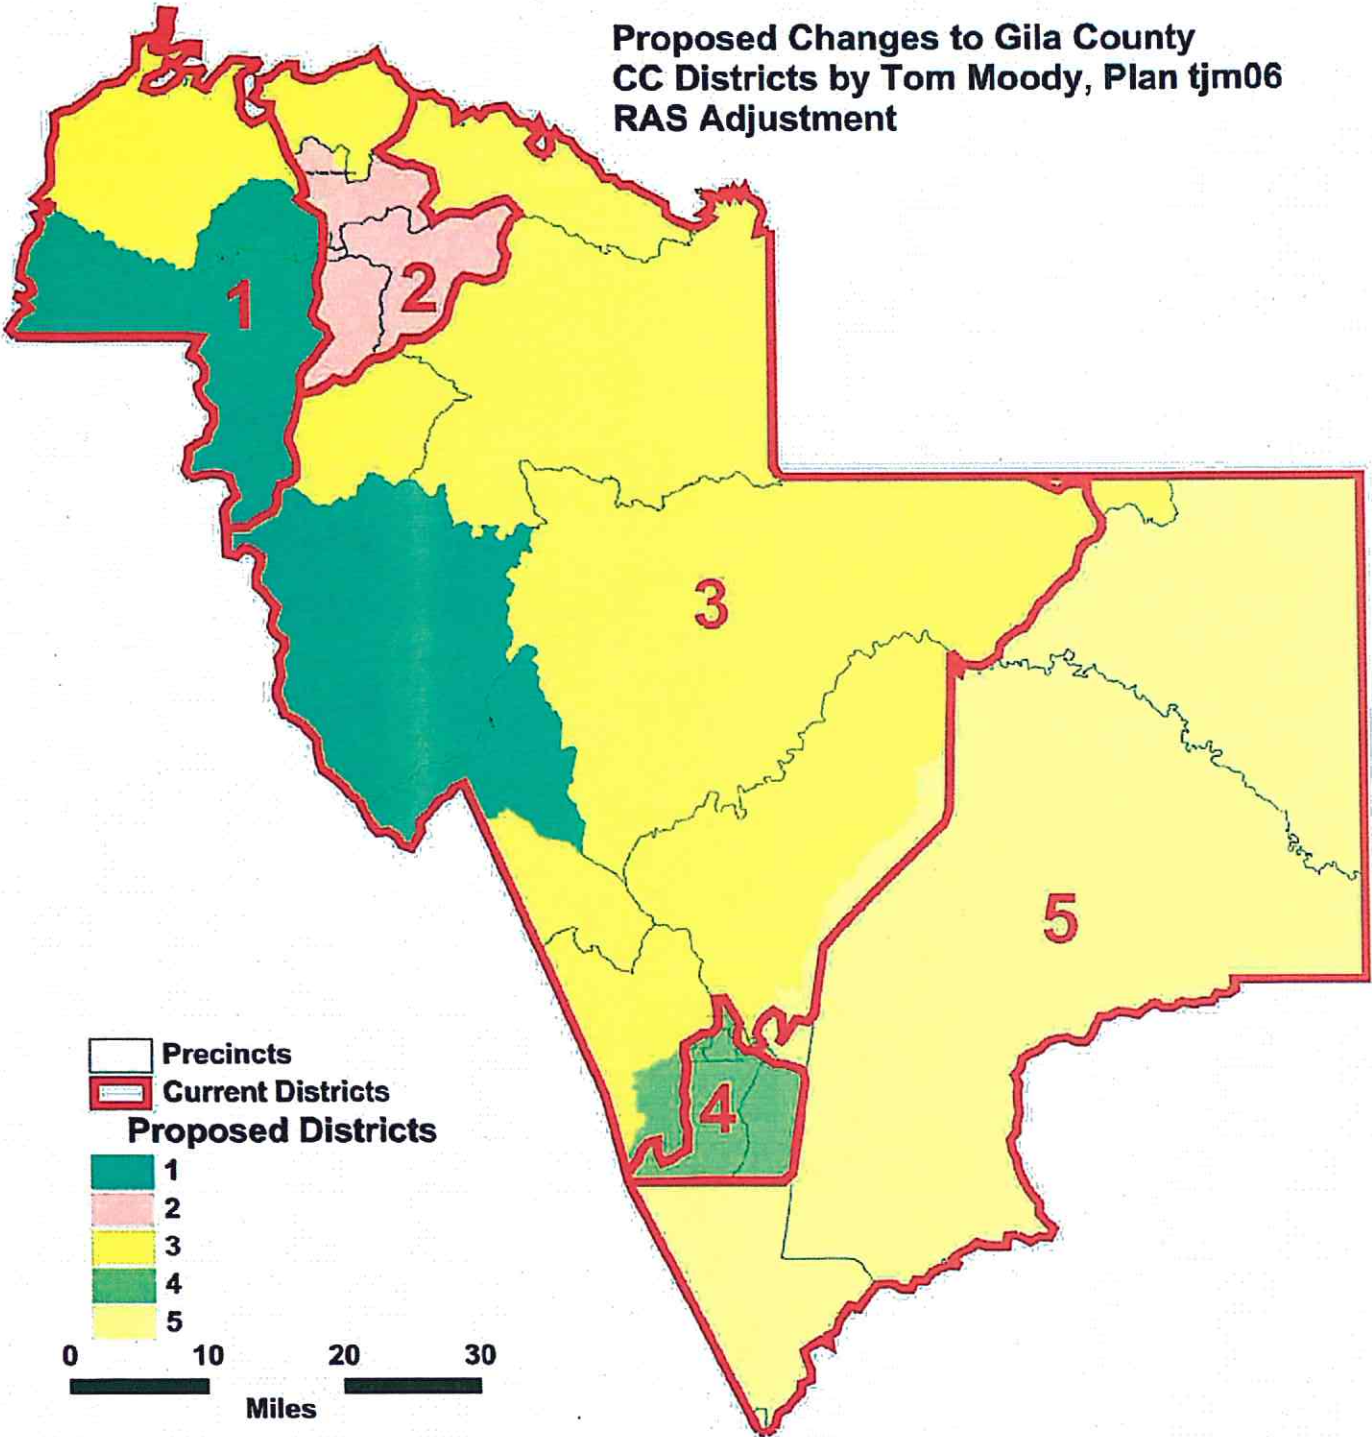 Proposed Changes to Gila County
CC Districts by Tom Moody, Plan tjm06
RAS Adjustment
1
2
3
5
4
Precincts
Current Districts
Proposed Districts
1
2
3
4
5
0 10 20 30
Miles